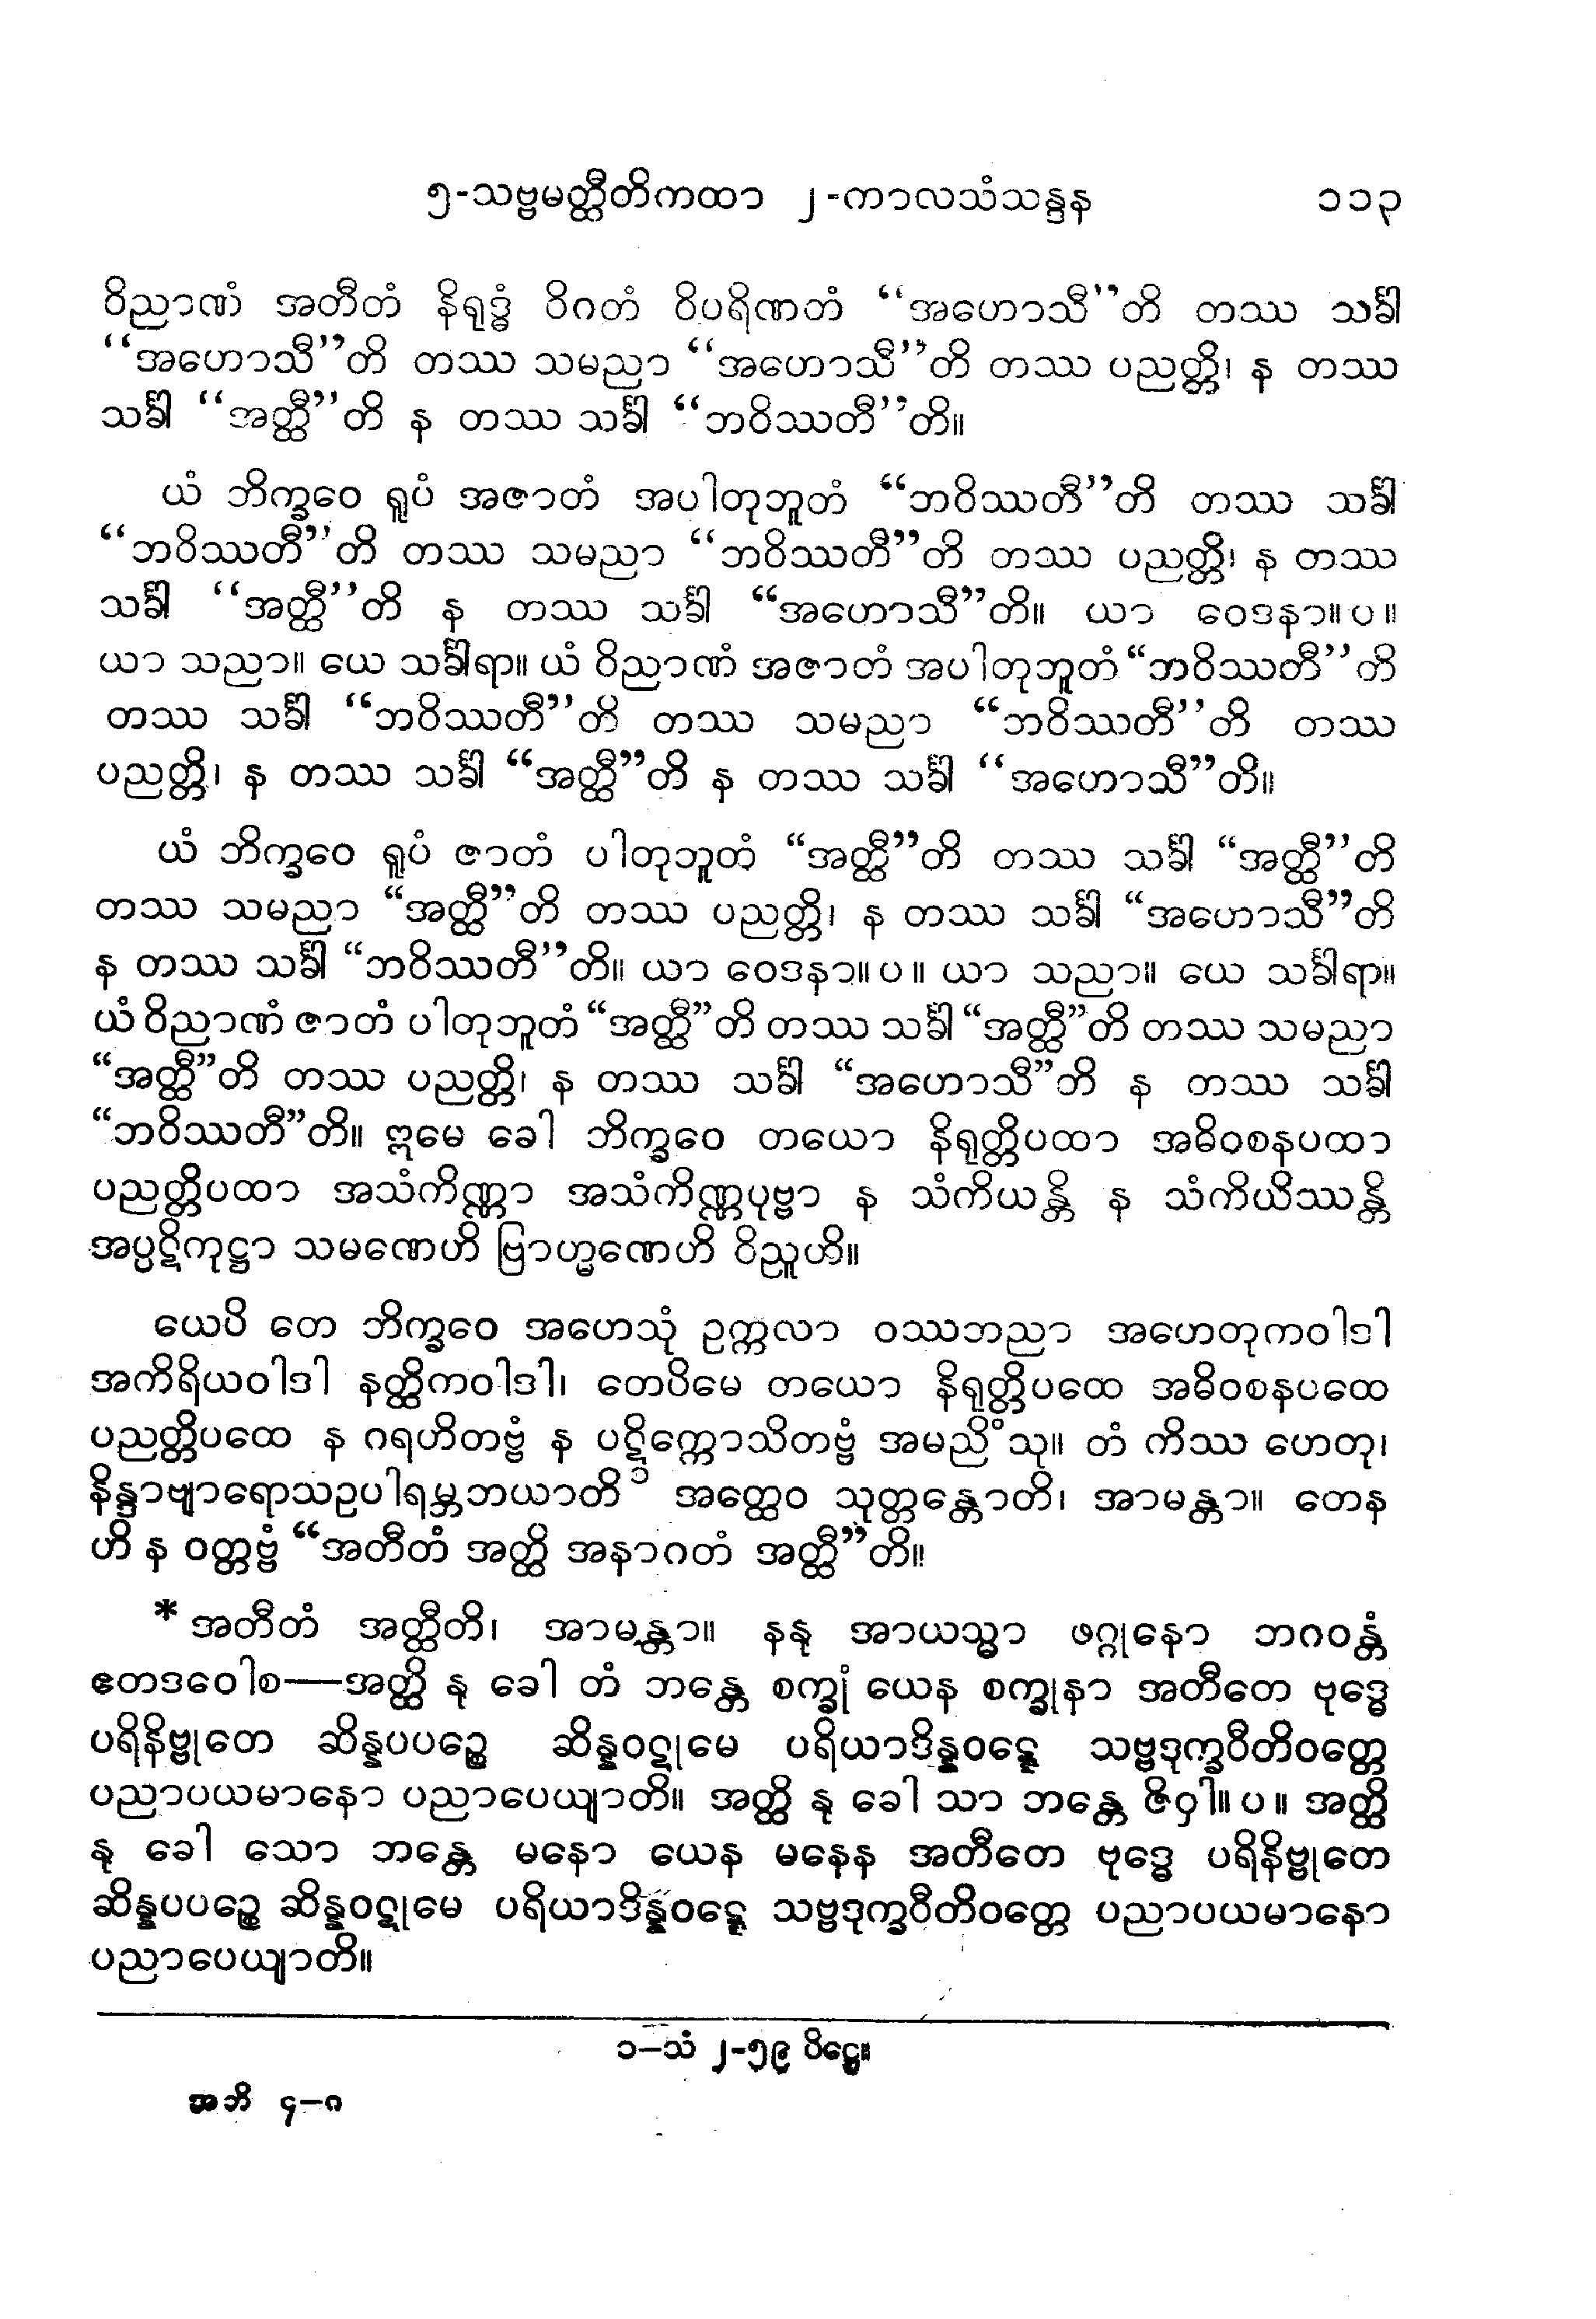 ၅-သဗ္ဗမတ္ထီတိကထာ ၂-ကာလသံသန္ဒန ၁၁၃
ဝိညာဏံ အတီတံ နိရုဒ္ဓံ ဝိဂတံ ဝိပရိဏတံ “အဟောသီ”တိ တဿ သင်္ခါ
“အဟောသီ”တိ တဿ သမညာ “အဟောသီ”တိ တဿ ပညတ္တိ၊ န တဿ
သင်္ခါ “အတ္ထီ”တိ န တဿ သင်္ခါ “ဘဝိဿတီ”တိ။
ယံ ဘိက္ခဝေ ရူပံ အဇာတံ အပါတုဘူတံ “ဘဝိဿတီ”တိ တဿ သင်္ခါ
“ဘဝိဿတီ”တိ တဿ သမညာ “ဘဝိဿတီ”တိ တဿ ပညတ္တိ၊ န တဿ
သင်္ခါ “အတ္ထီ”တိ န တဿ သင်္ခါ “အဟောသီ”တိ။ ယာ ဝေဒနာ။ပ။
ယာ သညာ။ ယေ သင်္ခါရာ။ ယံ ဝိညာဏံ အဇာတံ အပါတုဘူတံ “ဘဝိဿတီ”တိ
တဿ သင်္ခါ “ဘဝိဿတီ”တိ တဿ သမညာ “ဘဝိဿတီ”တိ တဿ
ပညတ္တိ၊ န တဿ သင်္ခါ “အတ္ထီ”တိ န တဿ သင်္ခါ “အဟောသီ”တိ။
ယံ ဘိက္ခဝေ ရူပံ ဇာတံ ပါတုဘူတံ “အတ္ထီ”တိ တဿ သင်္ခါ “အတ္ထီ”တိ
တဿ သမညာ “အတ္ထီ”တိ တဿ ပညတ္တိ၊ န တဿ သင်္ခါ “အဟောသီ”တိ
န တဿ သင်္ခါ “ဘဝိဿတီ”တိ။ ယာ ဝေဒနာ။ပ။ ယာ သညာ။ ယေ သင်္ခါရာ။
ယံ ဝိညာဏံ ဇာတံ ပါတုဘူတံ “အတ္ထီ”တိ တဿ သင်္ခါ “အတ္ထီ”တိ တဿ သမညာ
“အတ္ထီ”တိ တဿ ပညတ္တိ၊ န တဿ သင်္ခါ “အဟောသီ”တိ န တဿ သင်္ခါ
“ဘဝိဿတီ”တိ။ ဣမေ ခေါ ဘိက္ခဝေ တယော နိရုတ္တိပထာ အဓိဝစနပထာ
ပညတ္တိပထာ အသံကိဏ္ဏာ အသံကိဏ္ဏပုဗ္ဗာ န သံကိယန္တိ န သံကိယိဿန္တိ
အပ္ပဋိကုဋ္ဌာ သမဏေဟိ ဗြာဟ္မဏေဟိ ဝိညူဟိ။
ယေပိ တေ ဘိက္ခဝေ အဟေသုံ ဥက္ကလာ ဝဿဘညာ အဟေတုကဝါဒါ
အကိရိယဝါဒါ နတ္ထိကဝါဒါ၊ တေပိမေ တယော နိရုတ္တိပထေ အဓိဝစနပထေ
ပညတ္တိပထေ န ဂရဟိတဗ္ဗံ န ပဋိက္ကောသိတဗ္ဗံ အမညိံသု။ တံ ကိဿ ဟေတု၊
နိန္ဒာဗျာရောသဥပါရမ္ဘဘယာတိ ၁ အတ္ထေဝ သုတ္တန္တောတိ၊ အာမန္တာ။ တေန
ဟိ န ဝတ္တဗ္ဗံ “အတီတံ အတ္ထိ အနာဂတံ အတ္ထီ”တိ။
* အတီတံ အတ္ထီတိ၊ အာမန္တာ။ နနု အာယသ္မာ ဖဂ္ဂုနော ဘဂဝန္တံ
ဧတဒဝေါစ—အတ္ထိ နု ခေါ တံ ဘန္တေ စက္ခုံ ယေန စက္ခုနာ အတီတေ ဗုဒ္ဓေ
ပရိနိဗ္ဗုတေ ဆိန္နပပဉ္စေ ဆိန္နဝဋုမေ ပရိယာဒိန္နဝဋ္ဋေ သဗ္ဗဒုက္ခဝီတိဝတ္တေ
ပညာပယမာနော ပညာပေယျာတိ။ အတ္ထိ နု ခေါ သာ ဘန္တေ ဇိဝှါ။ပ။ အတ္ထိ
နု ခေါ သော ဘန္တေ မနော ယေန မနေန အတီတေ ဗုဒ္ဓေ ပရိနိဗ္ဗုတေ
ဆိန္နပပဉ္စေ ဆိန္နဝဋုမေ ပရိယာဒိန္နဝဋ္ဋေ သဗ္ဗဒုက္ခဝီတိဝတ္တေ ပညာပယမာနော
ပညာပေယျာတိ။
၁—သံ ၂-၅၉ ပိဋ္ဌေ။
အဘိ ၄—၈